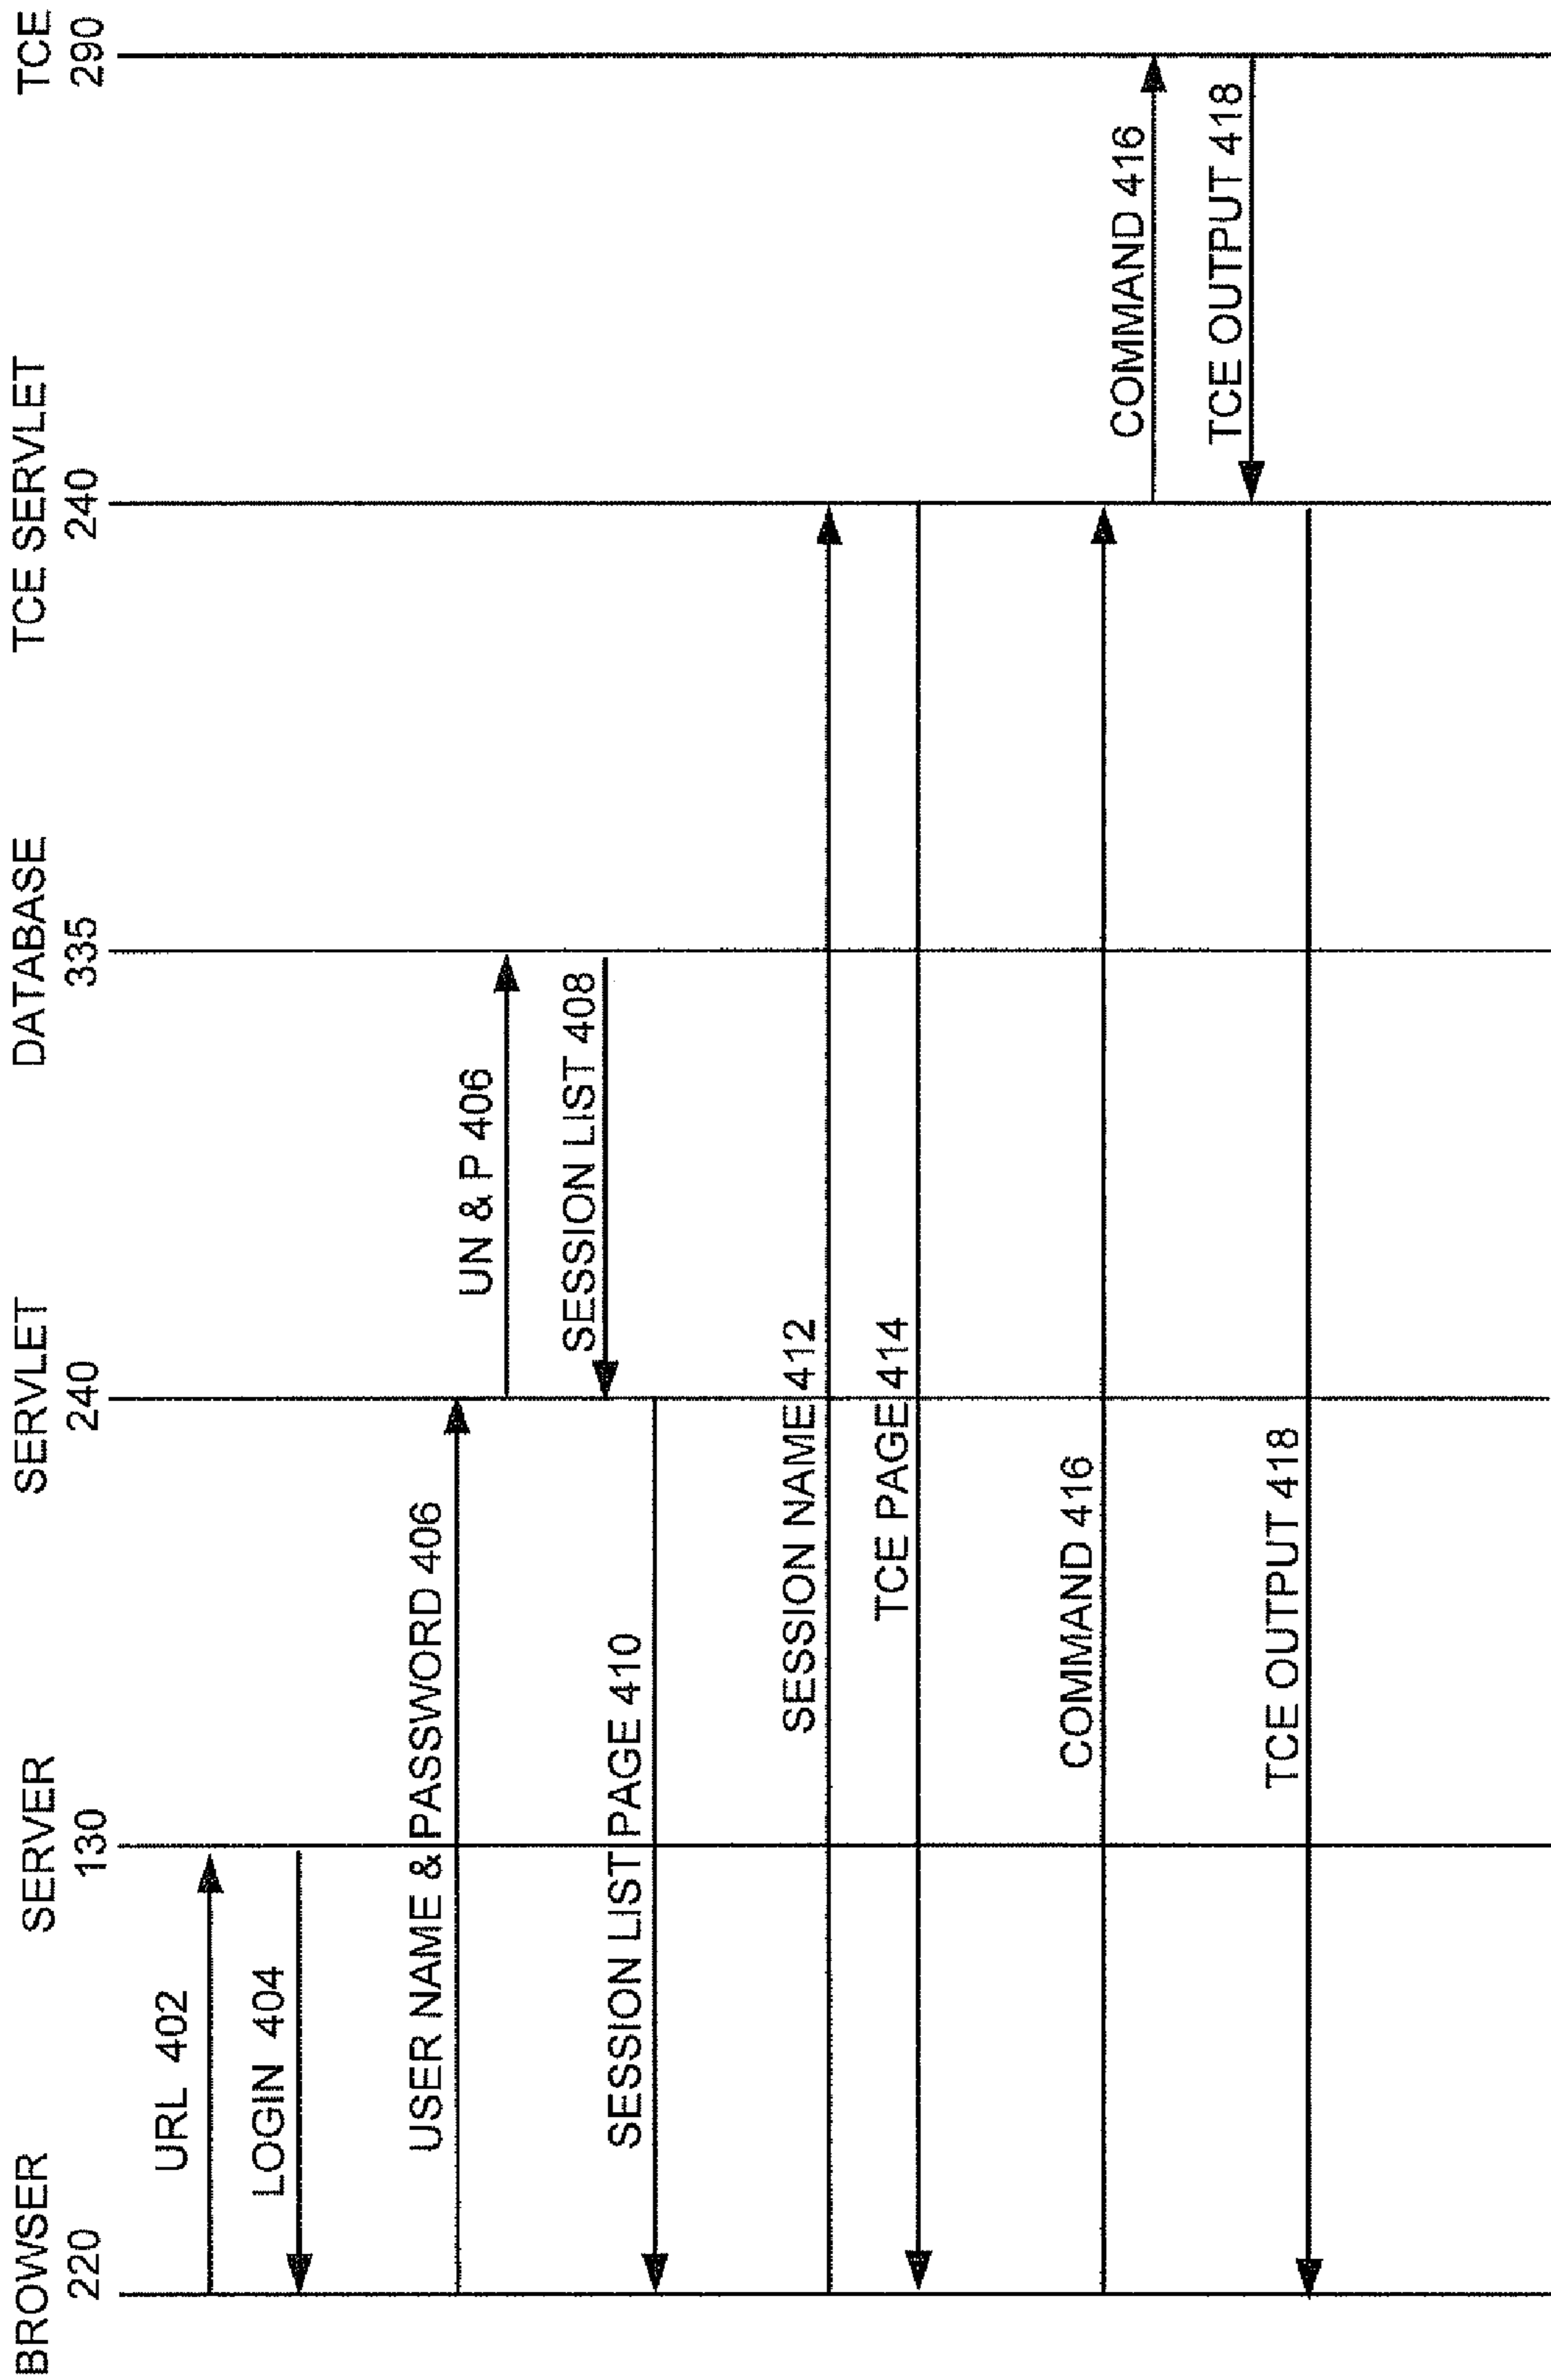 BROWSER
220
SERVER
130
SERVLET
240
DATABASE
335
TCE SERVLET
240
TCE
290
URL 402
LOGIN 404
USER NAME & PASSWORD 406
UN & P 406
SESSION LIST 408
SESSION LIST PAGE 410
SESSION NAME 412
TCE PAGE 414
COMMAND 416
COMMAND 416
TCE OUTPUT 418
TCE OUTPUT 418